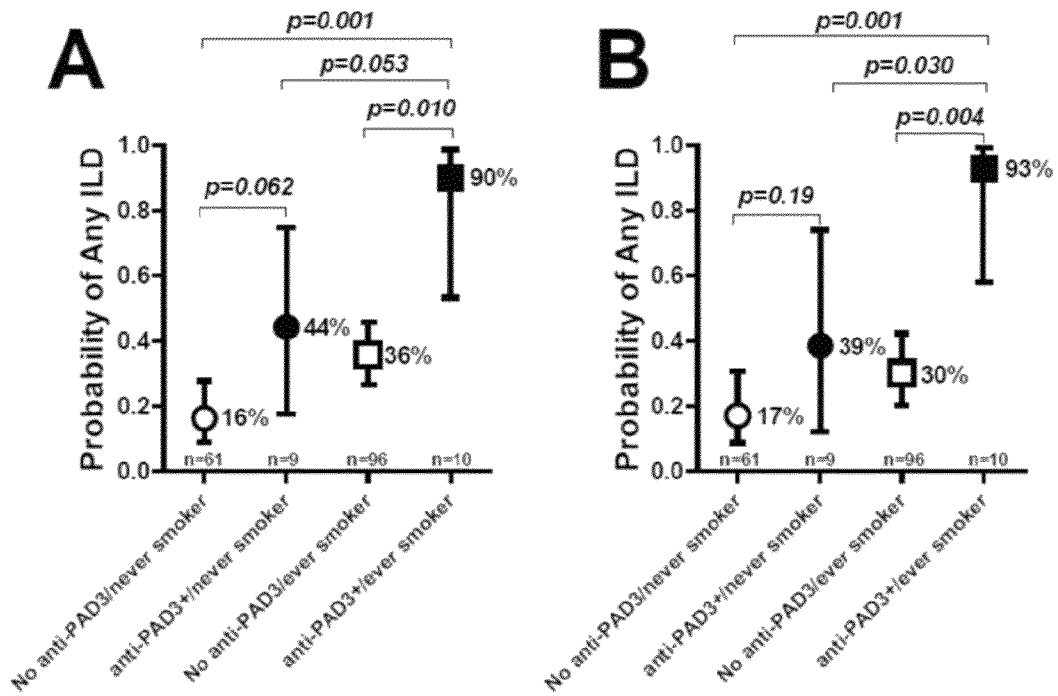 A
p=0.001
p=0.053
p=0.010
p=0.062
Probability of Any ILD
1.0
0.8
0.6
0.4
0.2
0.0
16%
44%
36%
90%
n=61
n=9
n=96
n=10
No anti-PAD3/never smoker
anti-PAD3+/never smoker
No anti-PAD3/ever smoker
anti-PAD3+/ever smoker
B
p=0.001
p=0.030
p=0.004
p=0.19
Probability of Any ILD
1.0
0.8
0.6
0.4
0.2
0.0
17%
39%
30%
93%
n=61
n=9
n=96
n=10
No anti-PAD3/never smoker
anti-PAD3+/never smoker
No anti-PAD3/ever smoker
anti-PAD3+/ever smoker